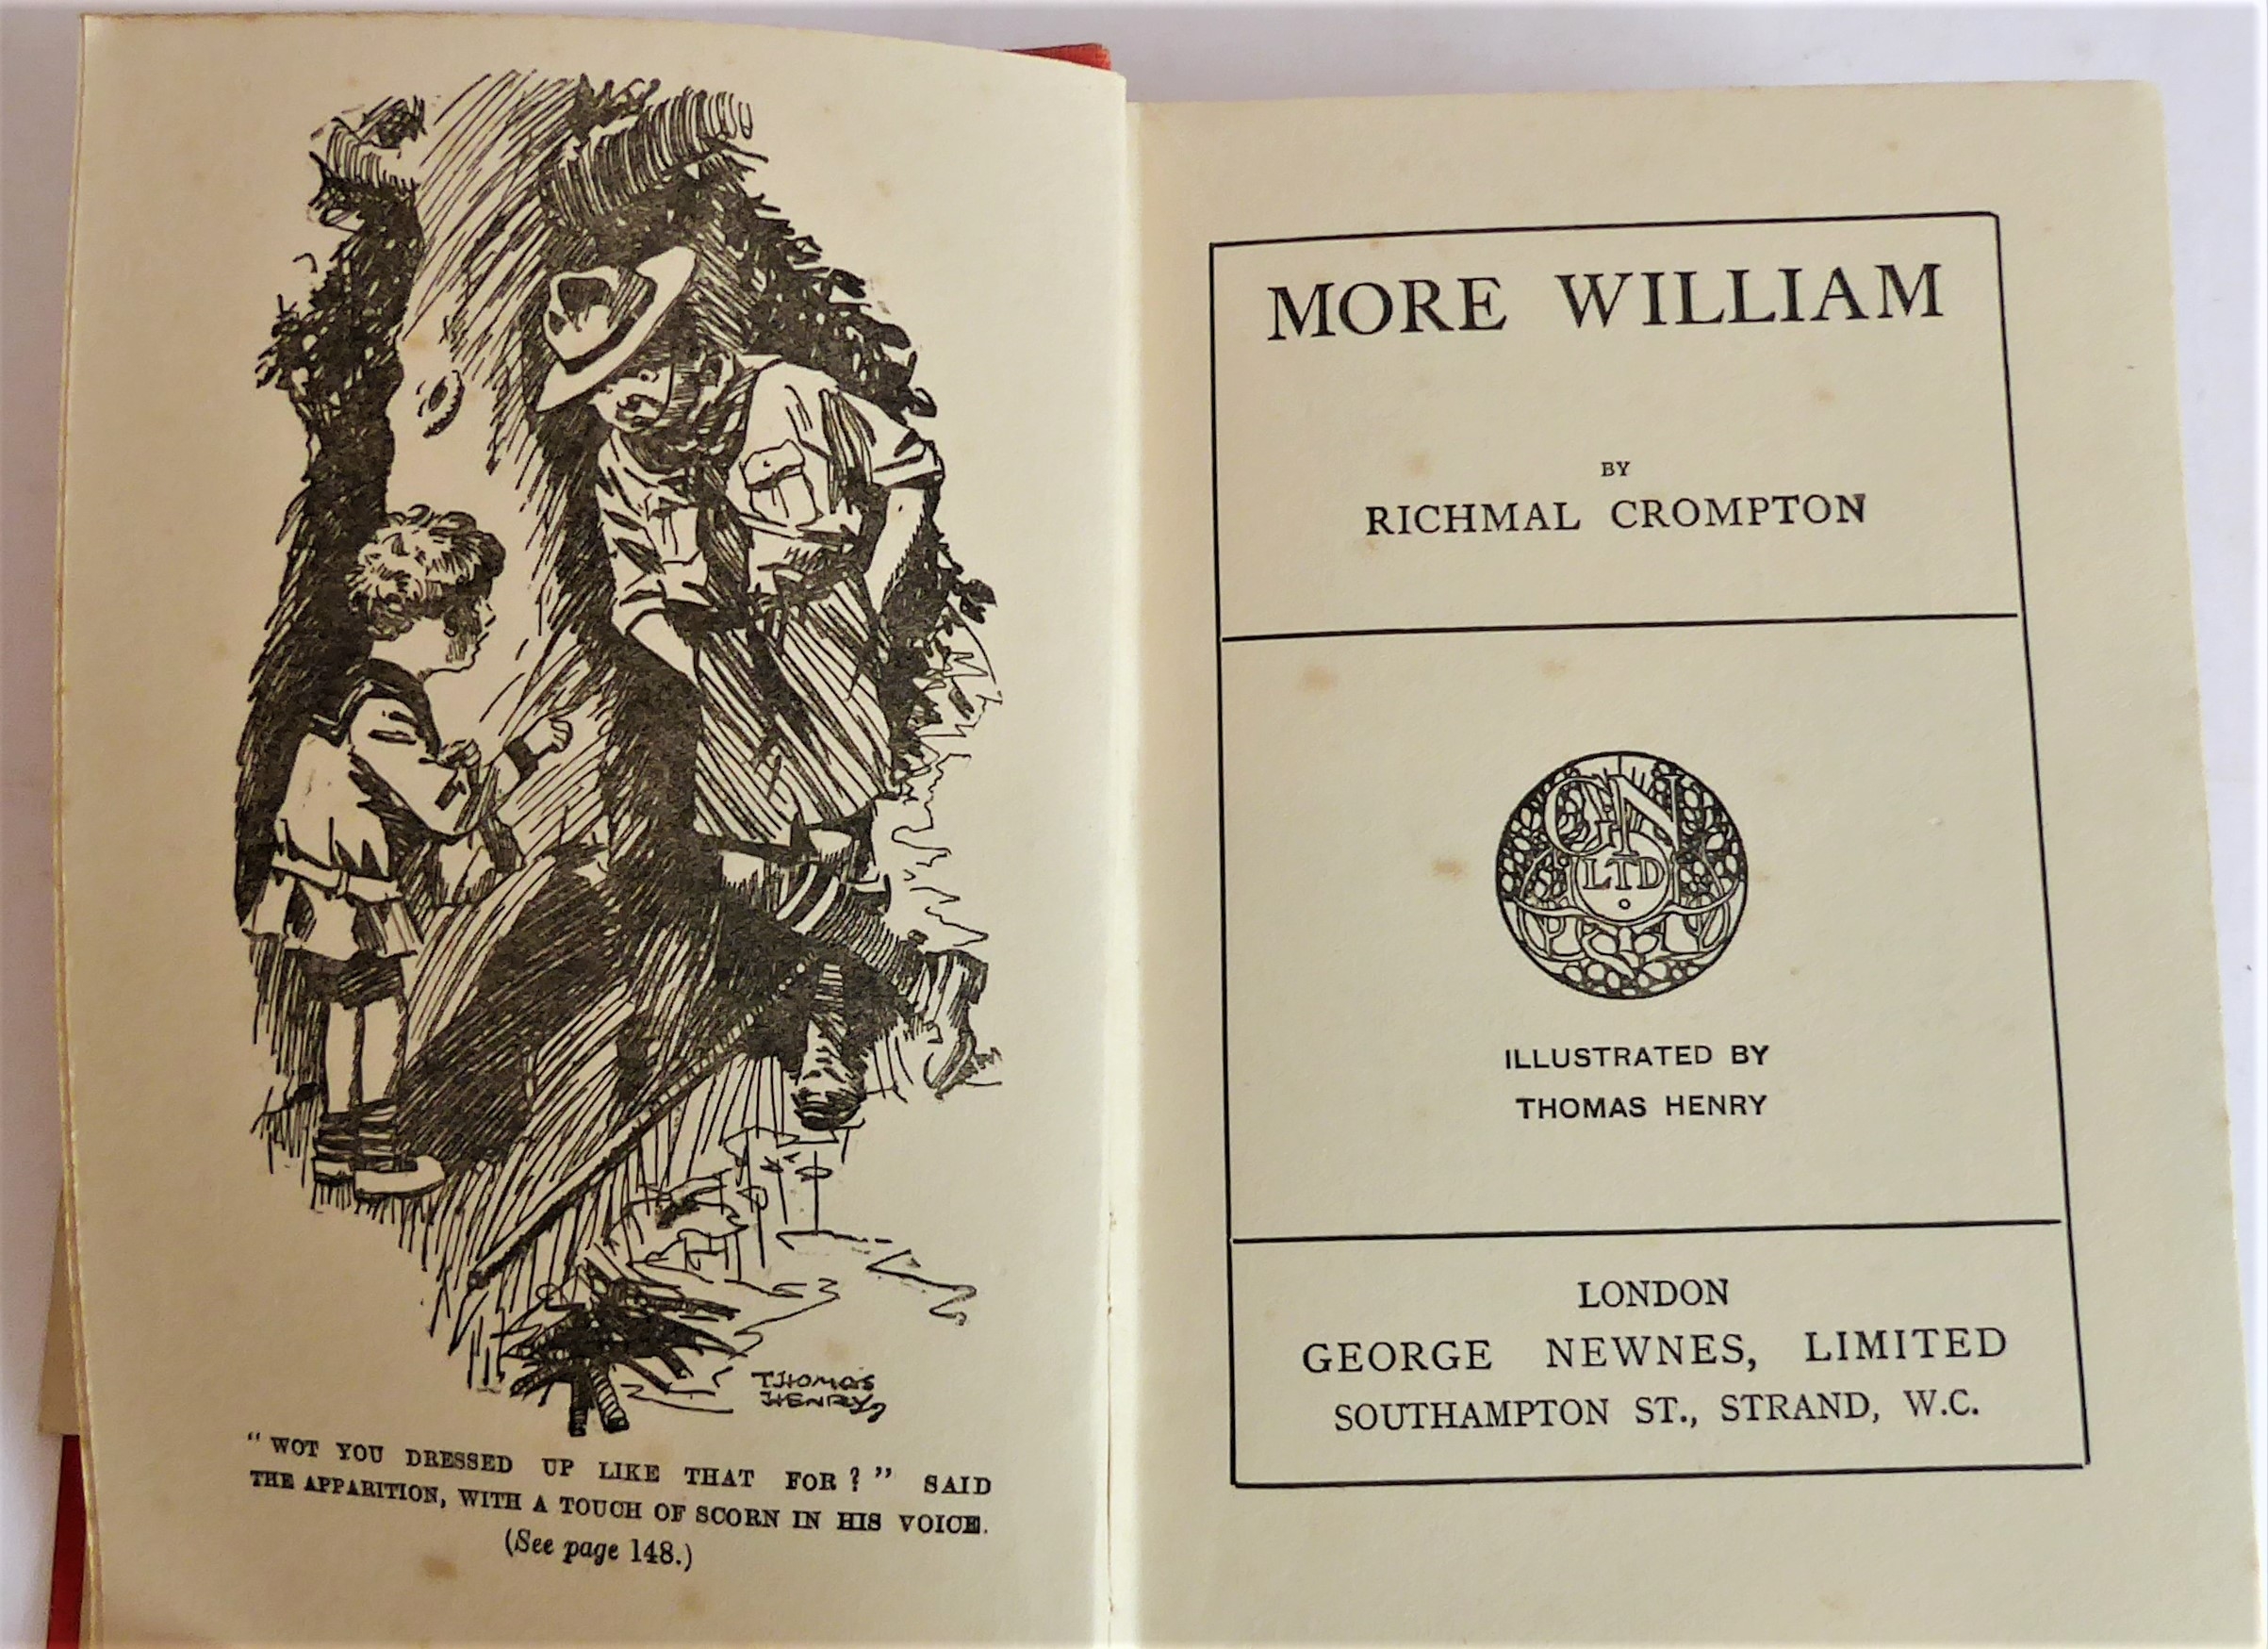 THOMAS
HENRY
"WOT YOU DRESSED UP LIKE THAT FOR?" SAID
THE APPARITION, WITH A TOUCH OF SCORN IN HIS VOICE.
(See page 148.)
MORE WILLIAM
BY
RICHMAL CROMPTON
GN
LTD
ILLUSTRATED BY
THOMAS HENRY
LONDON
GEORGE NEWNES, LIMITED
SOUTHAMPTON ST., STRAND, W.C.